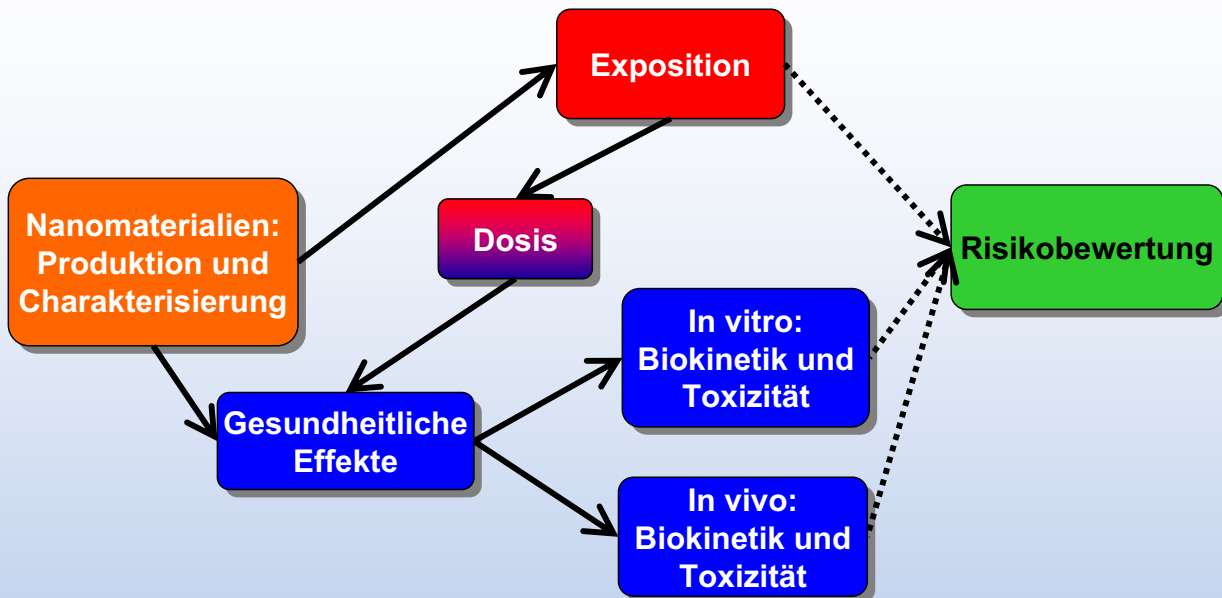 Exposition
Nanomaterialien:
Produktion und
Charakterisierung
Dosis
Risikobewertung
In vitro:
Biokinetik und
Toxizität
Gesundheitliche
Effekte
In vivo:
Biokinetik und
Toxizität